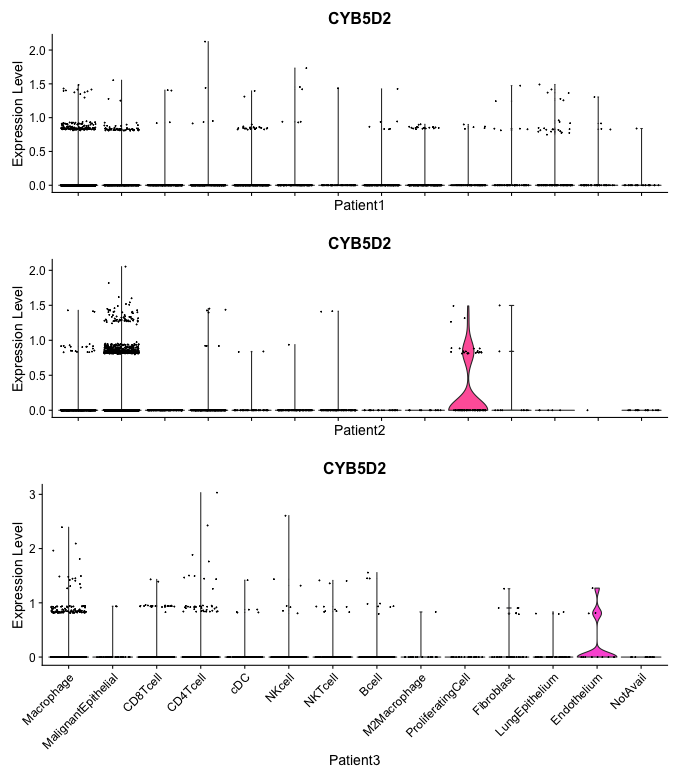 CYB5D2
Expression Level
2.0
1.5
1.0
0.5
0.0
Patient1
CYB5D2
Expression Level
2.0
1.5
1.0
0.5
0.0
Patient2
CYB5D2
Expression Level
3
2
1
0
Macrophage
MalignantEpithelial
CD8Tcell
CD4Tcell
cDC
NKcell
NKTcell
Bcell
M2Macrophage
ProliferatingCell
Fibroblast
LungEpithelium
Endothelium
NotAvail
Patient3